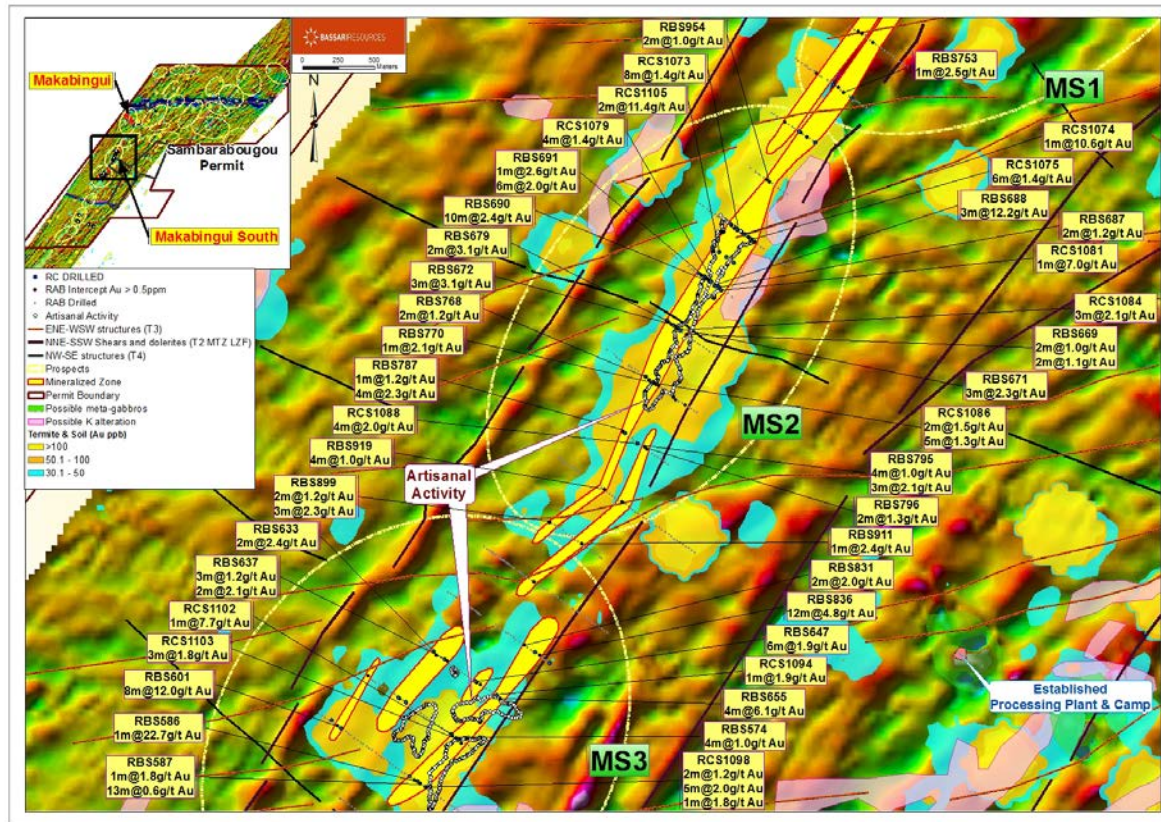 BASSARI RESOURCES
0 250 500
Meters
N
Makabingui
Sambarabougou
Permit
Makabingui South
RC DRILLED
RAB Intercept Au > 0.5ppm
RAB Drilled
Artisanal Activity
ENE-WSW structures (T3)
NNE-SSW Shears and dolerites (T2 MTZ LZF)
NW-SE structures (T4)
Prospects
Mineralized Zone
Permit Boundary
Possible meta-gabbros
Possible K alteration
Termite & Soil (Au ppb)
>100
50.1 - 100
30.1 - 50
RBS954
2m@1.0g/t Au
RCS1073
8m@1.4g/t Au
RCS1105
2m@11.4g/t Au
RCS1079
4m@1.4g/t Au
RBS691
1m@2.6g/t Au
6m@2.0g/t Au
RBS690
10m@2.4g/t Au
RBS679
2m@3.1g/t Au
RBS672
3m@3.1g/t Au
RBS768
2m@1.2g/t Au
RBS770
1m@2.1g/t Au
RBS787
1m@1.2g/t Au
4m@2.3g/t Au
RCS1088
4m@2.0g/t Au
RBS919
4m@1.0g/t Au
RBS899
2m@1.2g/t Au
3m@2.3g/t Au
RBS633
2m@2.4g/t Au
RBS637
3m@1.2g/t Au
2m@2.1g/t Au
RCS1102
1m@7.7g/t Au
RCS1103
3m@1.8g/t Au
RBS601
8m@12.0g/t Au
RBS586
1m@22.7g/t Au
RBS587
1m@1.8g/t Au
13m@0.6g/t Au
Artisanal
Activity
RBS753
1m@2.5g/t Au
MS1
RCS1074
1m@10.6g/t Au
RCS1075
6m@1.4g/t Au
RBS688
3m@12.2g/t Au
RBS687
2m@1.2g/t Au
RCS1081
1m@7.0g/t Au
RCS1084
3m@2.1g/t Au
RBS669
2m@1.0g/t Au
2m@1.1g/t Au
RBS671
3m@2.3g/t Au
RCS1086
2m@1.5g/t Au
5m@1.3g/t Au
MS2
RBS795
4m@1.0g/t Au
3m@2.1g/t Au
RBS796
2m@1.3g/t Au
RBS911
1m@2.4g/t Au
RBS831
2m@2.0g/t Au
RBS836
12m@4.8g/t Au
RBS647
6m@1.9g/t Au
RCS1094
1m@1.9g/t Au
RBS655
4m@6.1g/t Au
RBS574
4m@1.0g/t Au
RCS1098
2m@1.2g/t Au
5m@2.0g/t Au
1m@1.8g/t Au
MS3
Established
Processing Plant & Camp